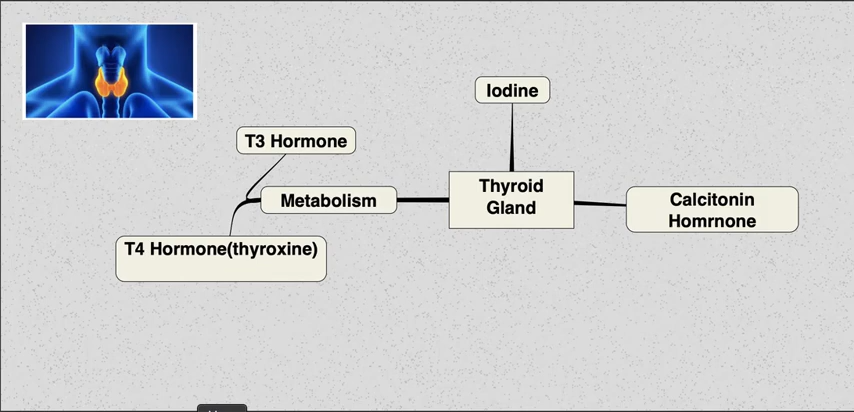 Iodine
T3 Hormone
Thyroid
Gland
Metabolism
Calcitonin
Homrnone
T4 Hormone(thyroxine)